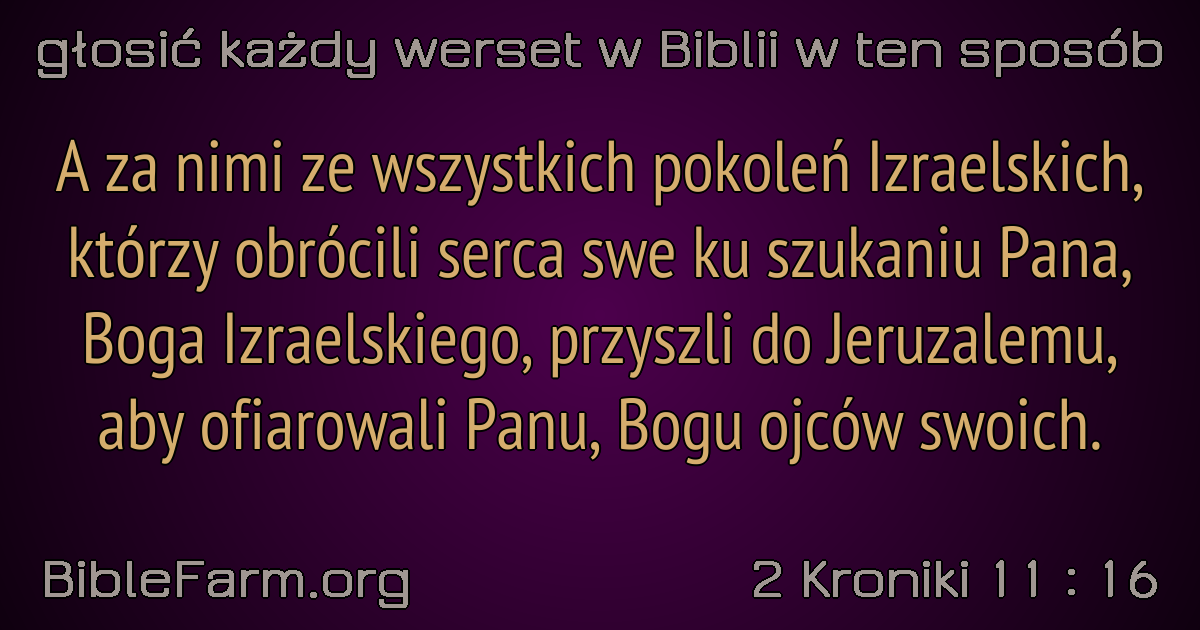 głosić każdy werset w Biblii w ten sposób
A za nimi ze wszystkich pokoleń Izraelskich,
którzy obrócili serca swe ku szukaniu Pana,
Boga Izraelskiego, przyszli do Jeruzalemu,
aby ofiarowali Panu, Bogu ojców swoich.
BibleFarm.org
2 Kroniki 11 : 16